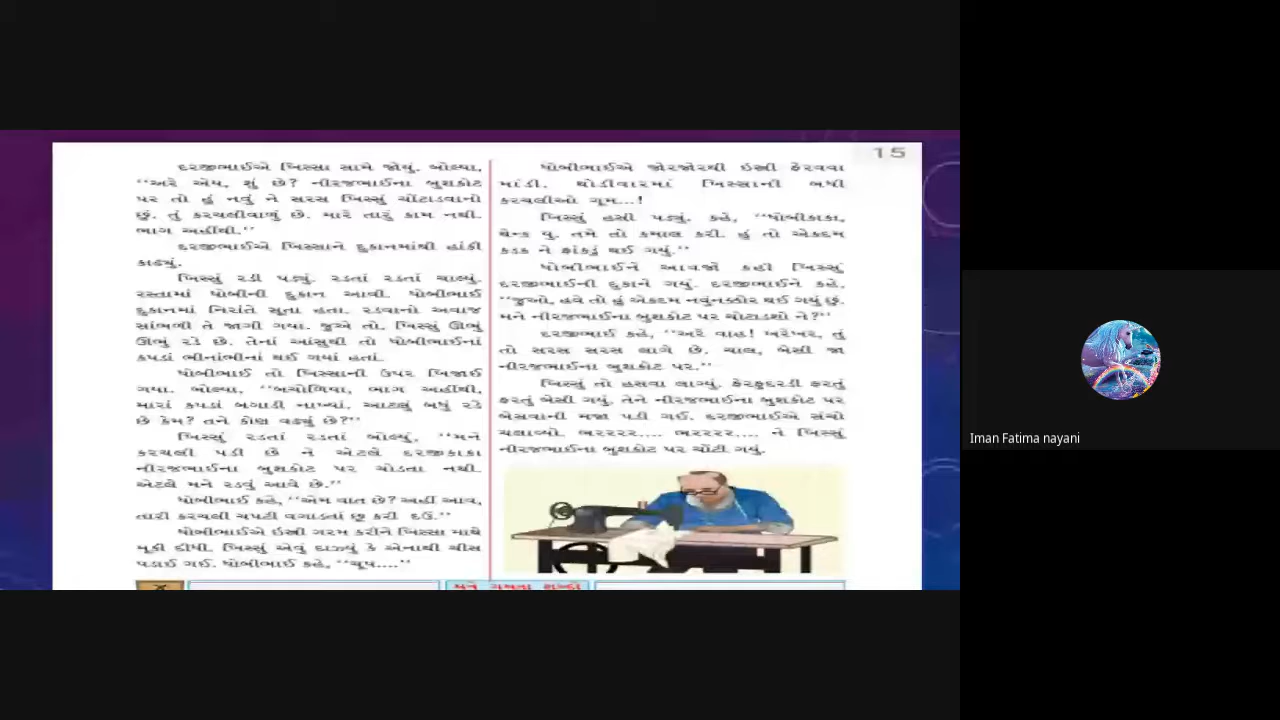 15
દરજીભાઈએ ખિસ્સા સામે જોયું. બોલ્યા,
‘‘અરે એય, શું છે? નીરજભાઈના બુશકોટ
પર તો હું નવું ને સરસ ખિસ્સું ચોંટાડવાનો
છું. તું કરચલીવાળું છે. મારે તારું કામ નથી.
ભાગ અહીંથી.’’
દરજીભાઈએ ખિસ્સાને દુકાનમાંથી હાંકી
કાઢ્યું.
ખિસ્સું રડી પડ્યું. રડતાં રડતાં ચાલ્યું.
રસ્તામાં ધોબીની દુકાન આવી. ધોબીભાઈ
દુકાનમાં નિરાંતે સૂતા હતા. રડવાનો અવાજ
સાંભળી તે જાગી ગયા. જુએ તો, ખિસ્સું ઊભું
ઊભું રડે છે. તેનાં આંસુથી તો ધોબીભાઈનાં
કપડાં ભીનાંભીનાં થઈ ગયાં હતાં.
ધોબીભાઈ તો ખિસ્સાની ઉપર ખિજાઈ
ગયા. બોલ્યા, ‘‘બચોળિયા, ભાગ અહીંથી,
મારાં કપડાં બગાડી નાખ્યાં. આટલું બધું રડે
છે કેમ? તને કોણ વઢ્યું છે?’’
ખિસ્સું રડતાં રડતાં બોલ્યું, ‘‘મને
કરચલી પડી છે ને એટલે દરજીકાકા
નીરજભાઈના બુશકોટ પર ચોડતા નથી.
એટલે મને રડવું આવે છે.’’
ધોબીભાઈ કહે, ‘‘એમ વાત છે? અહીં આવ,
તારી કરચલી ચપટી વગાડતાં છૂ કરી દઉં.’’
ધોબીભાઈએ ઇસ્ત્રી ગરમ કરીને ખિસ્સા માથે
મૂકી દીધી. ખિસ્સું એવું દાઝ્યું કે એનાથી ચીસ
પડાઈ ગઈ. ધોબીભાઈ કહે, ‘‘ચૂપ....’’
ધોબીભાઈએ જોરજોરથી ઇસ્ત્રી ફેરવવા
માંડી. થોડીવારમાં ખિસ્સાની બધી
કરચલીઓ ગૂમ...!
ખિસ્સું હસી પડ્યું. કહે, ‘‘ધોબીકાકા,
થેન્ક યુ. તમે તો કમાલ કરી. હું તો એકદમ
કડક ને ફાંકડું થઈ ગયું.’’
ધોબીભાઈને આવજો કહી ખિસ્સું
દરજીભાઈની દુકાને ગયું. દરજીભાઈને કહે,
‘‘જુઓ, હવે તો હું એકદમ નવુંનક્કોર થઈ ગયું છું.
મને નીરજભાઈના બુશકોટ પર ચોટાડશો ને?’’
દરજીભાઈ કહે, ‘‘અરે વાહ! ખરેખર, તું
તો સરસ સરસ લાગે છે. ચાલ, બેસી જા
નીરજભાઈના બુશકોટ પર.’’
ખિસ્સું તો હસવા લાગ્યું. ફેરફુદરડી ફરતું
ફરતું બેસી ગયું. તેને નીરજભાઈના બુશકોટ પર
બેસવાની મજા પડી ગઈ. દરજીભાઈએ સંચો
ચલાવ્યો. ભરરરર.... ભરરરર.... ને ખિસ્સું
નીરજભાઈના બુશકોટ પર ચોંટી ગયું.
મને ગમતા શબ્દો
Iman Fatima nayani